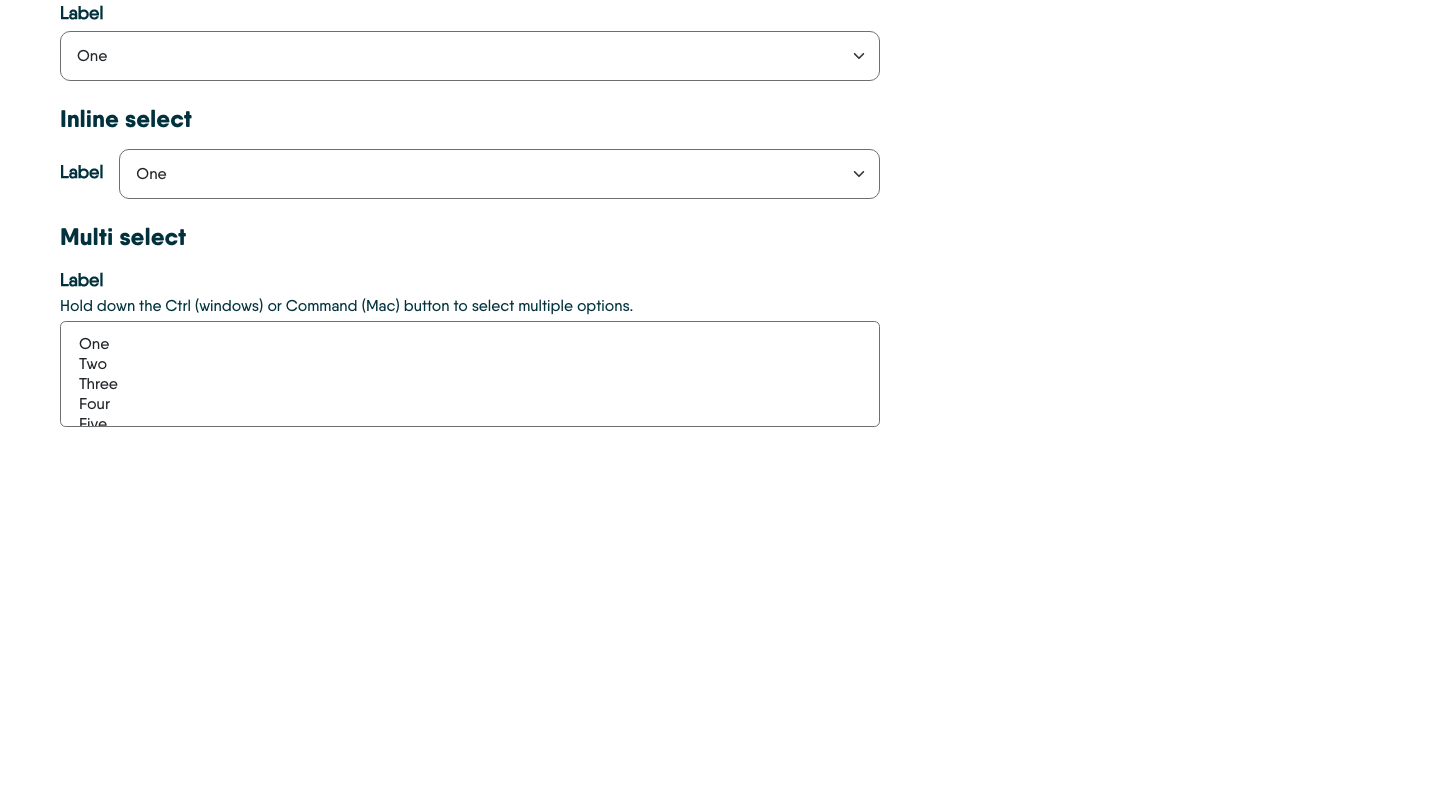 Label
One
Inline select
Label
One
Multi select
Label
Hold down the Ctrl (windows) or Command (Mac) button to select multiple options.
One
Two
Three
Four
Five